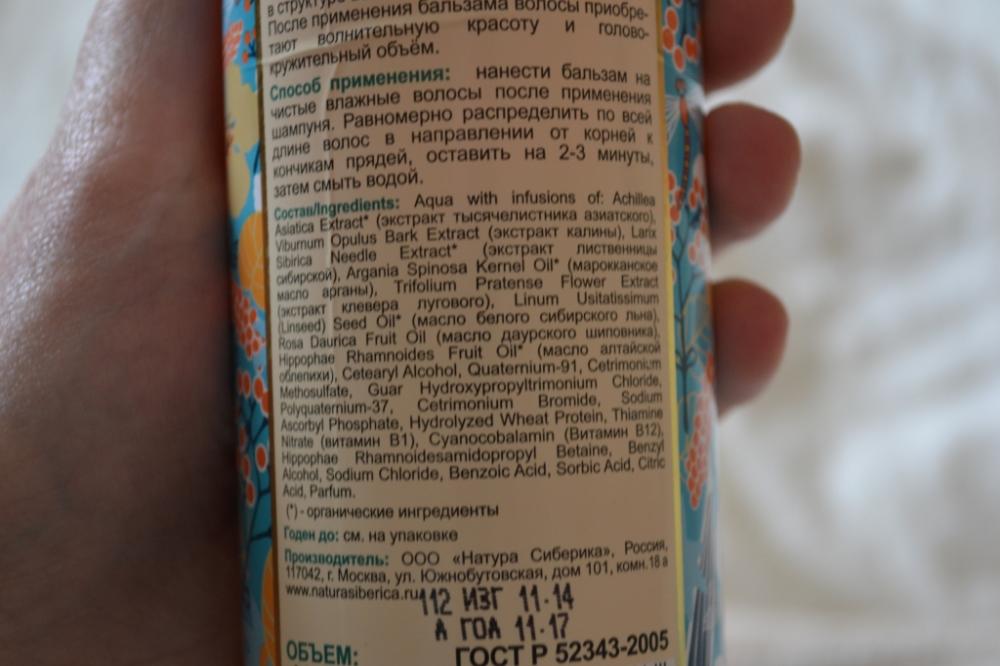 в структуре
После применения бальзама волосы приобре-
тают волнительную красоту и голово-
кружительный объём.
Способ применения: нанести бальзам на
чистые влажные волосы после применения
шампуня. Равномерно распределить по всей
длине волос в направлении от корней к
кончикам прядей, оставить на 2-3 минуты,
затем смыть водой.
Состав/Ingredients: Aqua with infusions of: Achillea
Asiatica Extract* (экстракт тысячелистника азиатского),
Viburnum Opulus Bark Extract (экстракт калины), Larix
Sibirica Needle Extract* (экстракт лиственницы
сибирской), Argania Spinosa Kernel Oil* (марокканское
масло арганы), Trifolium Pratense Flower Extract
(экстракт клевера лугового), Linum Usitatissimum
(Linseed) Seed Oil* (масло белого сибирского льна),
Rosa Daurica Fruit Oil (масло даурского шиповника),
Hippophae Rhamnoides Fruit Oil* (масло алтайской
облепихи), Cetearyl Alcohol, Quaternium-91, Cetrimonium
Methosulfate, Guar Hydroxypropyltrimonium Chloride,
Polyquaternium-37, Cetrimonium Bromide, Sodium
Ascorbyl Phosphate, Hydrolyzed Wheat Protein, Thiamine
Nitrate (витамин B1), Cyanocobalamin (Витамин B12),
Hippophae Rhamnoidesamidopropyl Betaine, Benzyl
Alcohol, Sodium Chloride, Benzoic Acid, Sorbic Acid, Citric
Acid, Parfum.
(*) - органические ингредиенты
Годен до: см. на упаковке
Производитель: ООО «Натура Сиберика», Россия,
117042, г. Москва, ул. Южнобутовская, дом 101, комн. 18 а
www.naturasiberica.ru
112 ИЗГ 11·14
А ГОД 11·17
ОБЪЕМ: ГОСТ Р 52343-2005